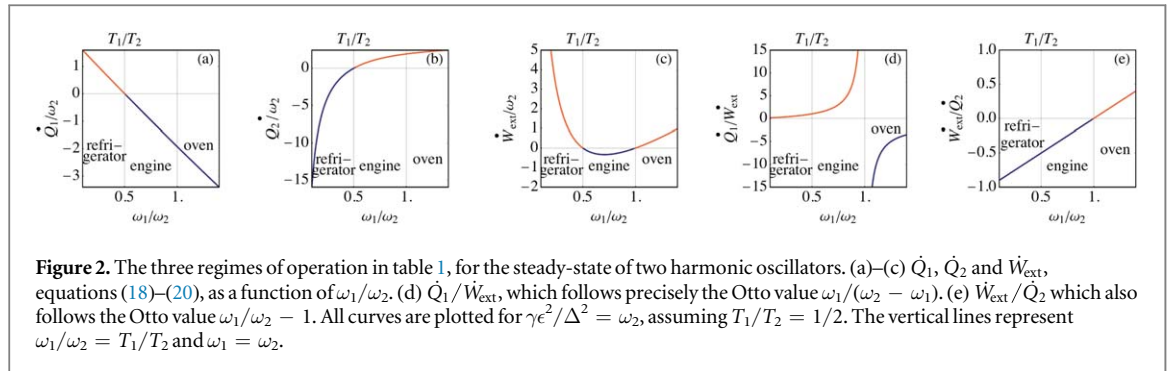 T₁/T₂
(a)
1
0
−1
−2
−3
Q̇₁/ω₂
refri-
gerator
engine
oven
0.5
1.
ω₁/ω₂
T₁/T₂
(b)
0
−5
−10
−15
Q̇₂/ω₂
refri-
gerator
engine
oven
0.5
1.
ω₁/ω₂
T₁/T₂
(c)
5
4
3
2
1
0
−1
−2
Ẇext/ω₂
refri-
gerator
engine
oven
0.5
1.
ω₁/ω₂
T₁/T₂
(d)
15
10
5
0
−5
−10
−15
Q̇₁/Ẇext
oven
0.5
1.
ω₁/ω₂
T₁/T₂
(e)
1.0
0.5
0.0
−0.5
−1.0
Ẇext/Q̇₂
refri-
gerator
engine
oven
0.5
1.
ω₁/ω₂
Figure 2. The three regimes of operation in table 1, for the steady-state of two harmonic oscillators. (a)–(c) Q̇₁, Q̇₂ and Ẇext,
equations (18)–(20), as a function of ω₁/ω₂. (d) Q̇₁/Ẇext, which follows precisely the Otto value ω₁/(ω₂ − ω₁). (e) Ẇext/Q̇₂ which also
follows the Otto value ω₁/ω₂ − 1. All curves are plotted for γϵ²/Δ² = ω₂, assuming T₁/T₂ = 1/2. The vertical lines represent
ω₁/ω₂ = T₁/T₂ and ω₁ = ω₂.